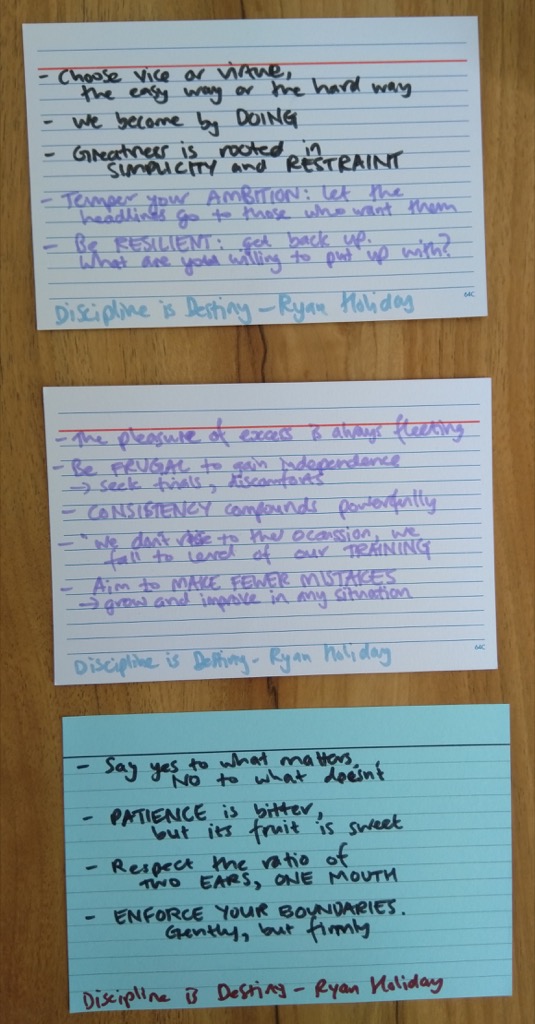 - Choose vice or virtue,
the easy way or the hard way
- We become by DOING
- Greatness is rooted in
SIMPLICITY and RESTRAINT
- Temper your AMBITION: let the
headlines go to those who want them
- Be RESILIENT: get back up.
What are you willing to put up with?
64C
Discipline is Destiny - Ryan Holiday
- The pleasure of excess is always fleeting
- Be FRUGAL to gain independence
→ seek trials, discomforts
- CONSISTENCY compounds powerfully
- "we don't rise to the ocassion, we
fall to level of our TRAINING
- Aim to MAKE FEWER MISTAKES
→ grow and improve in any situation
64C
Discipline is Destiny - Ryan Holiday
- Say yes to what matters,
NO to what doesn't
- PATIENCE is bitter,
but its fruit is sweet
- Respect the ratio of
TWO EARS, ONE MOUTH
- ENFORCE YOUR BOUNDARIES.
Gently, but firmly
Discipline is Destiny - Ryan Holiday